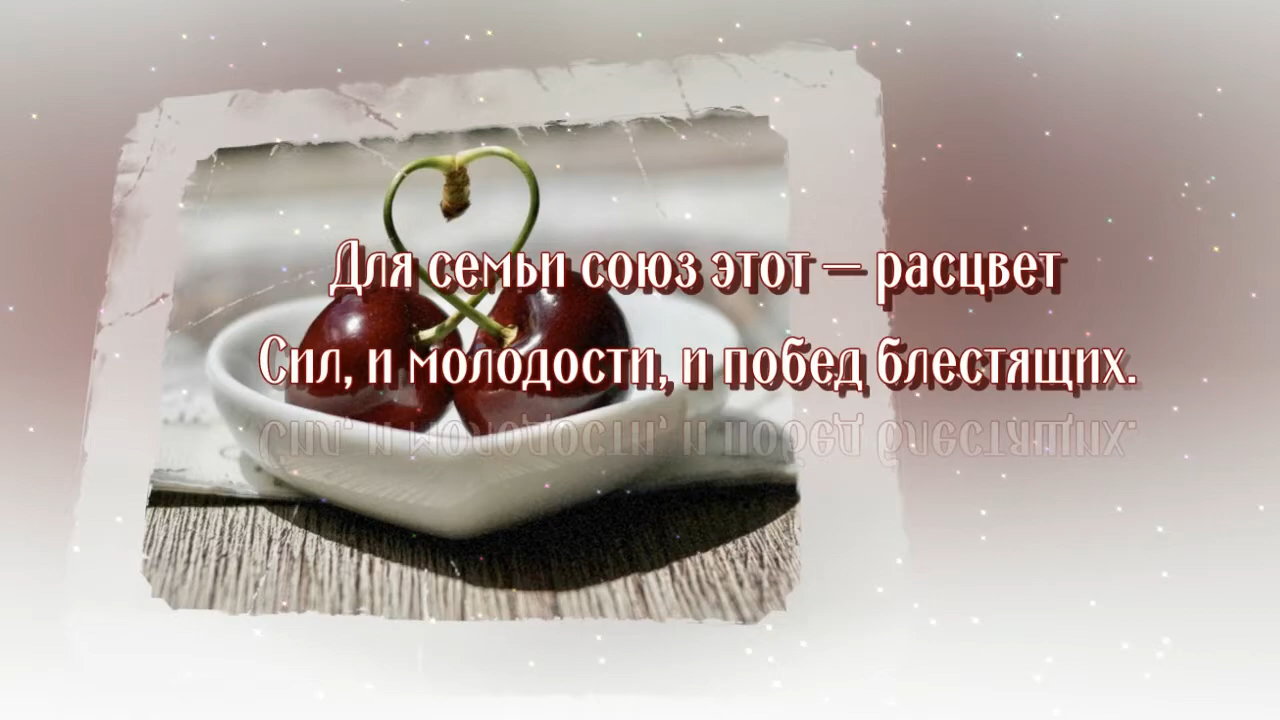 Для семьи союз этот – расцвет
Сил, и молодости, и побед блестящих.